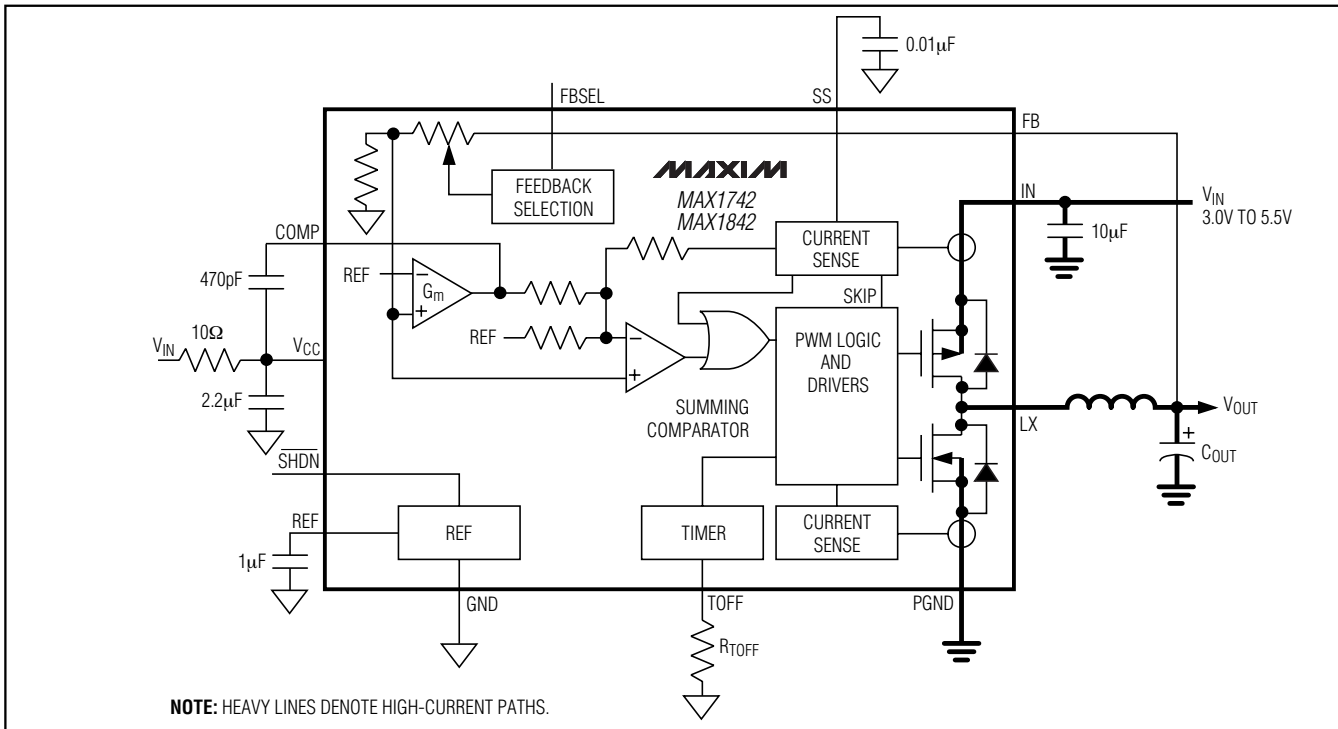 0.01µF
FBSEL
SS
FB
MAXIM
MAX1742
MAX1842
FEEDBACK
SELECTION
IN
VIN
3.0V TO 5.5V
10µF
COMP
CURRENT
SENSE
470pF
REF
Gm
SKIP
REF
PWM LOGIC
AND
DRIVERS
10Ω
VIN
VCC
2.2µF
SUMMING
COMPARATOR
LX
VOUT
COUT
SHDN
REF
REF
TIMER
CURRENT
SENSE
1µF
GND
TOFF
PGND
RTOFF
NOTE: HEAVY LINES DENOTE HIGH-CURRENT PATHS.